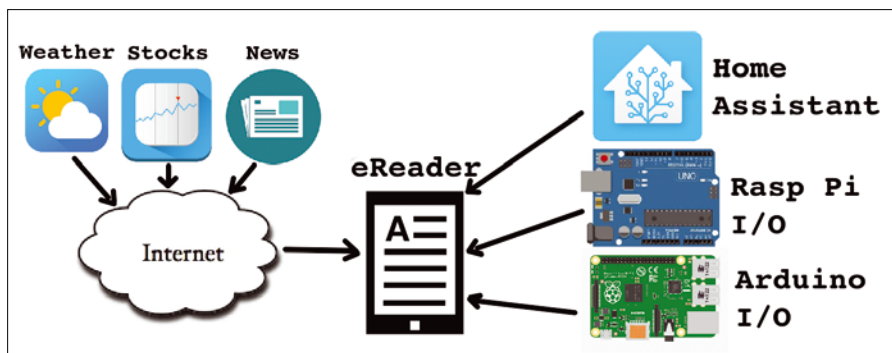 Weather Stocks News
Home
Assistant
eReader
UNO
Rasp Pi
I/O
A
Internet
Arduino
I/O